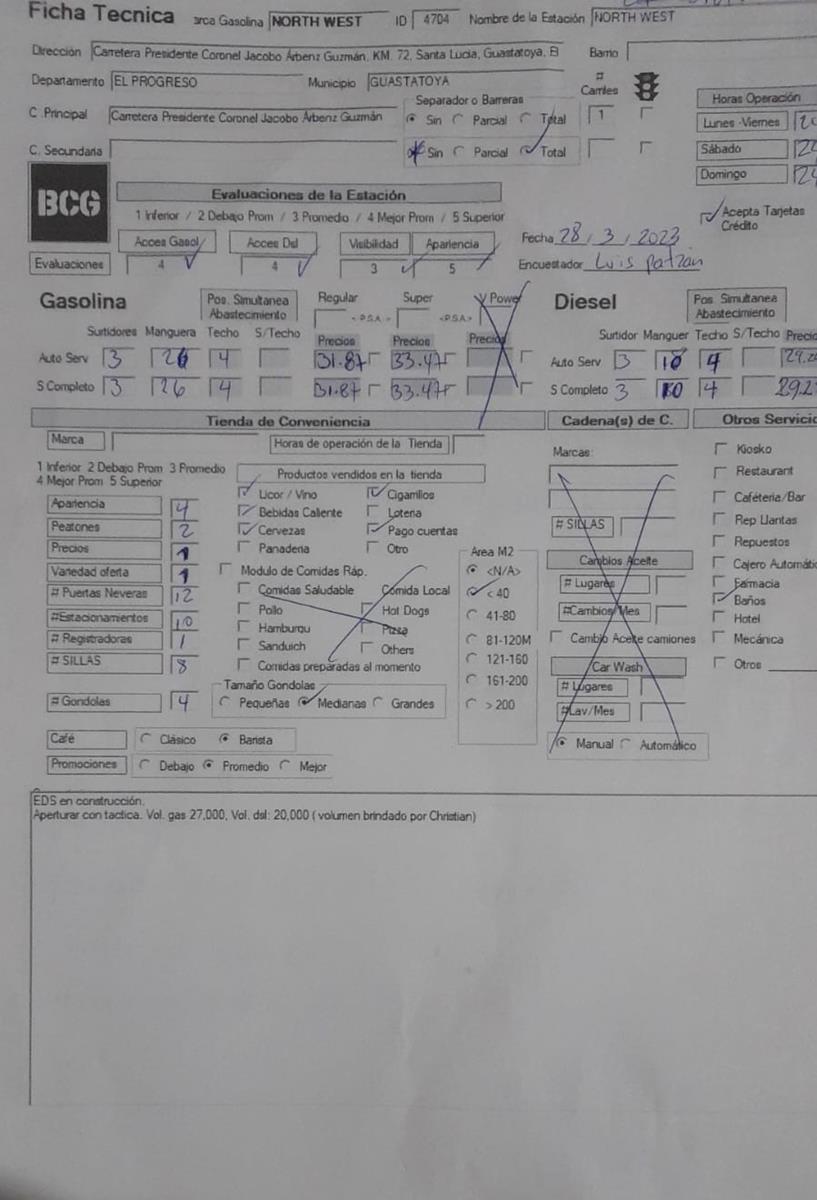 Ficha Tecnica arca Gasolina NORTH WEST ID 4704 Nombre de la Estación NORTH WEST
Dirección Carretera Presidente Coronel Jacobo Árbenz Guzmán, KM. 72, Santa Lucia, Guastatoya, El Barrio
Departamento EL PROGRESO Municipio GUASTATOYA # Carriles
Separador o Barreras Horas Operación
C .Principal Carretera Presidente Coronel Jacobo Árbenz Guzmán Sin Parcial Total 1 Lunes -Viernes
C. Secundaria Sin Parcial Total Sábado
Domingo
BCG
Evaluaciones de la Estación
1 Inferior / 2 Debajo Prom / 3 Promedio / 4 Mejor Prom / 5 Superior
Acepta Tarjetas Crédito
Acces Gasol Acces Dsl Visibilidad Apariencia Fecha 28 / 3 / 2023
Evaluaciones 4 4 3 5 Encuestador Luis Patzan
Gasolina Pos. Simultanea Abastecimiento Regular Super V Power Diesel Pos. Simultanea Abastecimiento
<P.S.A.> <P.S.A.>
Surtidores Manguera Techo S/Techo Precios Precios Precio Surtidor Manguer Techo S/Techo Precio
Auto Serv 3 26 4 31.87 33.47 Auto Serv 3 10 4
S Completo 3 26 4 31.87 33.47 S Completo 3 10 4 29.2
Tienda de Conveniencia Cadena(s) de C. Otros Servicio
Marca Horas de operación de la Tienda Marcas: Kiosko
1 Inferior 2 Debajo Prom 3 Promedio
4 Mejor Prom 5 Superior Productos vendidos en la tienda Restaurant
Apariencia 4 Licor / Vino Cigarrillos Caféteria/Bar
Peatones 2 Bebidas Caliente Loteria # SILLAS Rep Llantas
Precios 1 Cervezas Pago cuentas Repuestos
Variedad oferta 1 Panaderia Otro Area M2 Cambios Aceite Cajero Automátic
# Puertas Neveras 12 Modulo de Comidas Ráp. <N/A> # Lugares Farmacia
Comidas Saludable Comida Local < 40 Baños
#Estacionamientos 10 Pollo Hot Dogs 41-80 #Cambios/Mes Hotel
# Registradoras 1 Hamburgu Pizza 81-120M Cambio Aceite camiones Mecánica
# SILLAS 8 Sanduich Others 121-160 Car Wash Otros
Comidas preparadas al momento 161-200 # Lugares
# Gondolas 4 Tamaño Gondolas
Pequeñas Medianas Grandes > 200 #Lav/Mes
Café Clásico Barista Manual Automático
Promociones Debajo Promedio Mejor
EDS en construcción.
Aperturar con tactica. Vol. gas 27,000, Vol. dsl: 20,000 ( volumen brindado por Christian)